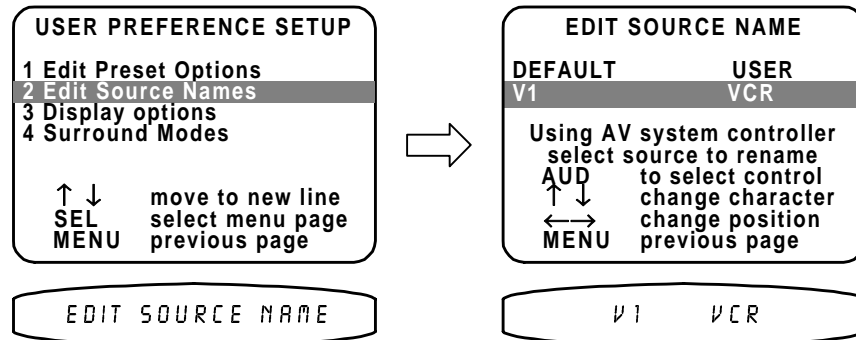 USER PREFERENCE SETUP
1 Edit Preset Options
2 Edit Source Names
3 Display options
4 Surround Modes
↑ ↓ move to new line
SEL select menu page
MENU previous page
EDIT SOURCE NAME
EDIT SOURCE NAME
DEFAULT USER
V1 VCR
Using AV system controller
select source to rename
AUD to select control
↑ ↓ change character
←→ change position
MENU previous page
V1 VCR